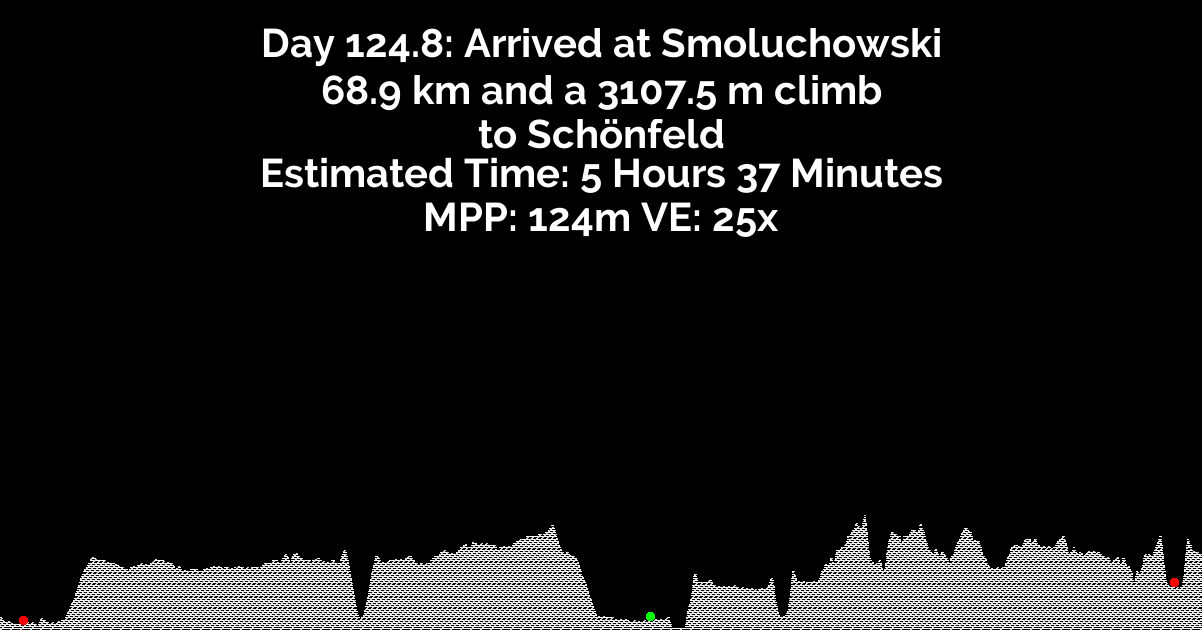 Day 124.8: Arrived at Smoluchowski
68.9 km and a 3107.5 m climb
to Schönfeld
Estimated Time: 5 Hours 37 Minutes
MPP: 124m VE: 25x